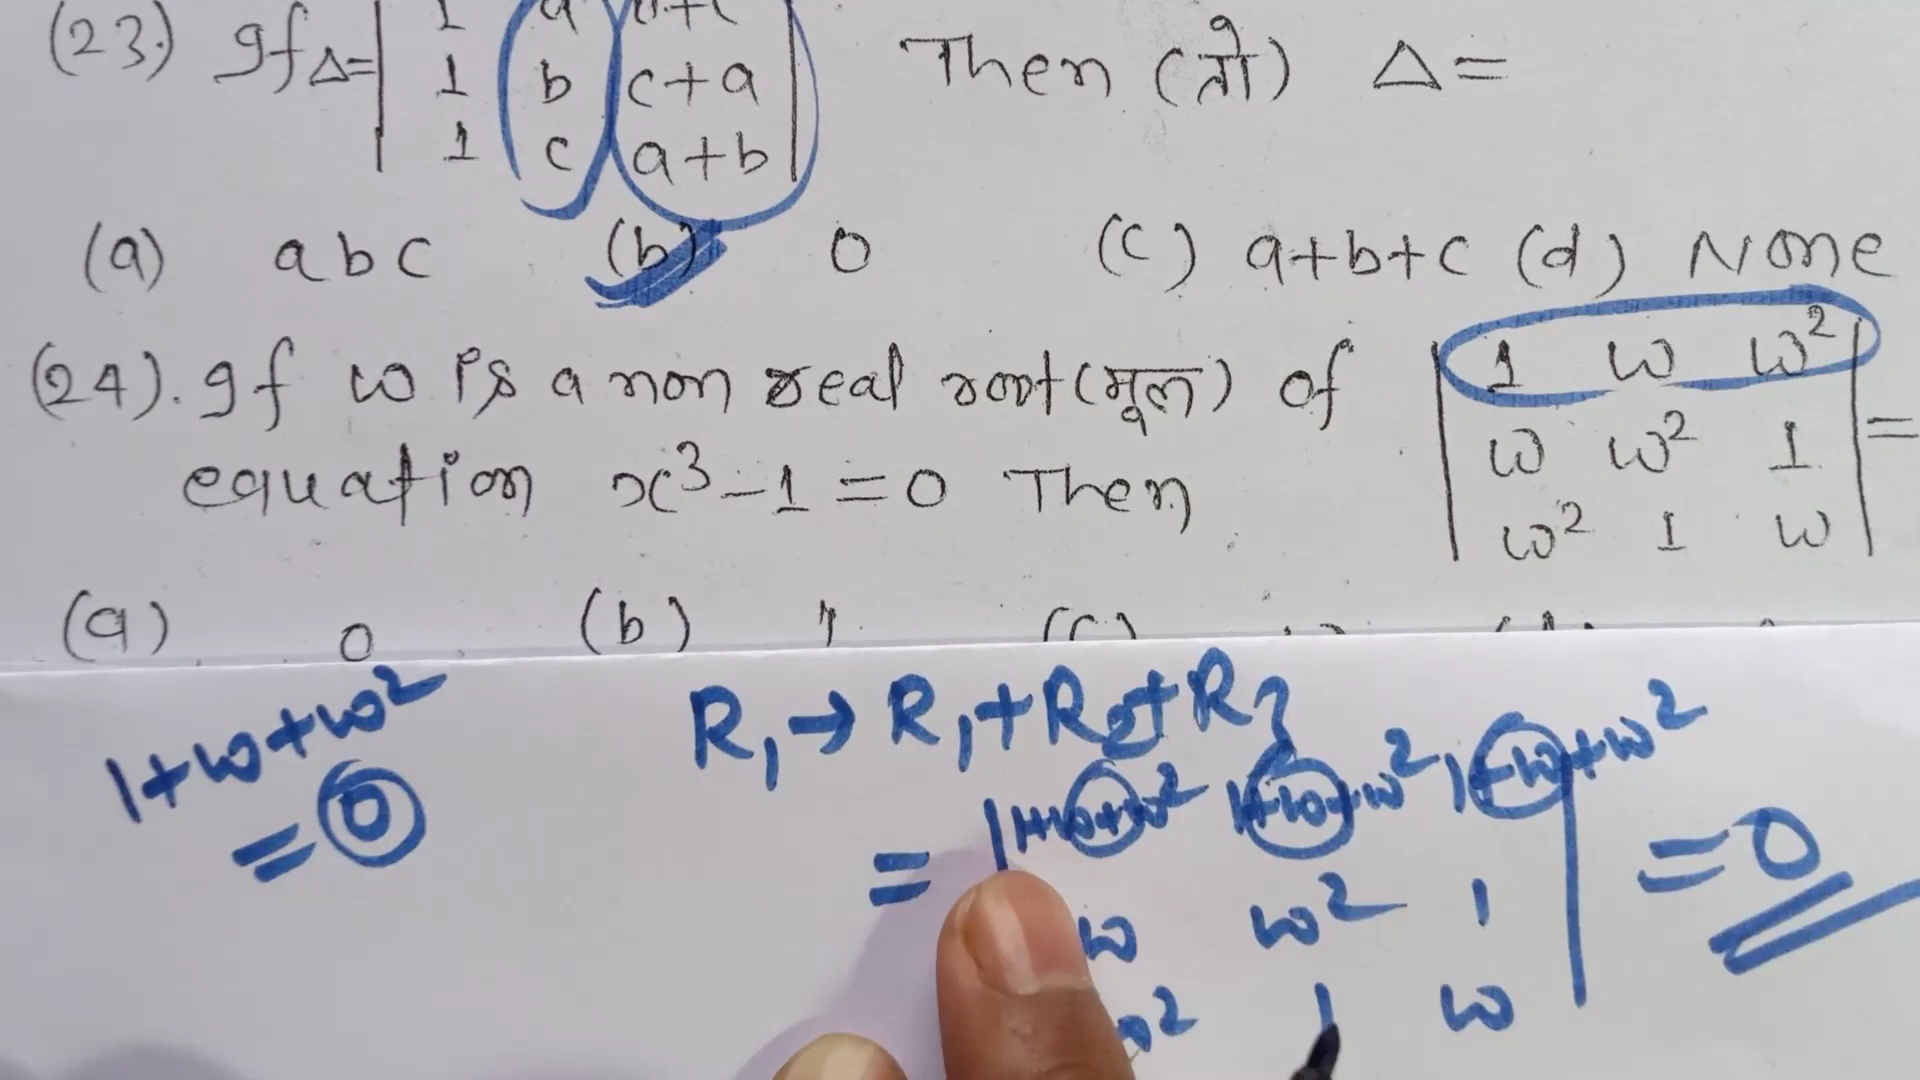 (23.) If Δ= | 1 a b+c |
| 1 b c+a | Then (तो) Δ=
| 1 c a+b |
(a) abc (b) 0 (c) a+b+c (d) None
(24). If ω is a non real root (मूल) of | 1 ω ω² |
equation x³-1=0 Then | ω ω² 1 | =
| ω² 1 ω |
(a) 0 (b) 1 (c)
1+ω+ω²
= 0
R₁ → R₁+R₂+R₃
= | 1+ω+ω² 1+ω+ω² 1+ω+ω² |
ω ω² 1 | = 0
ω² 1 ω |